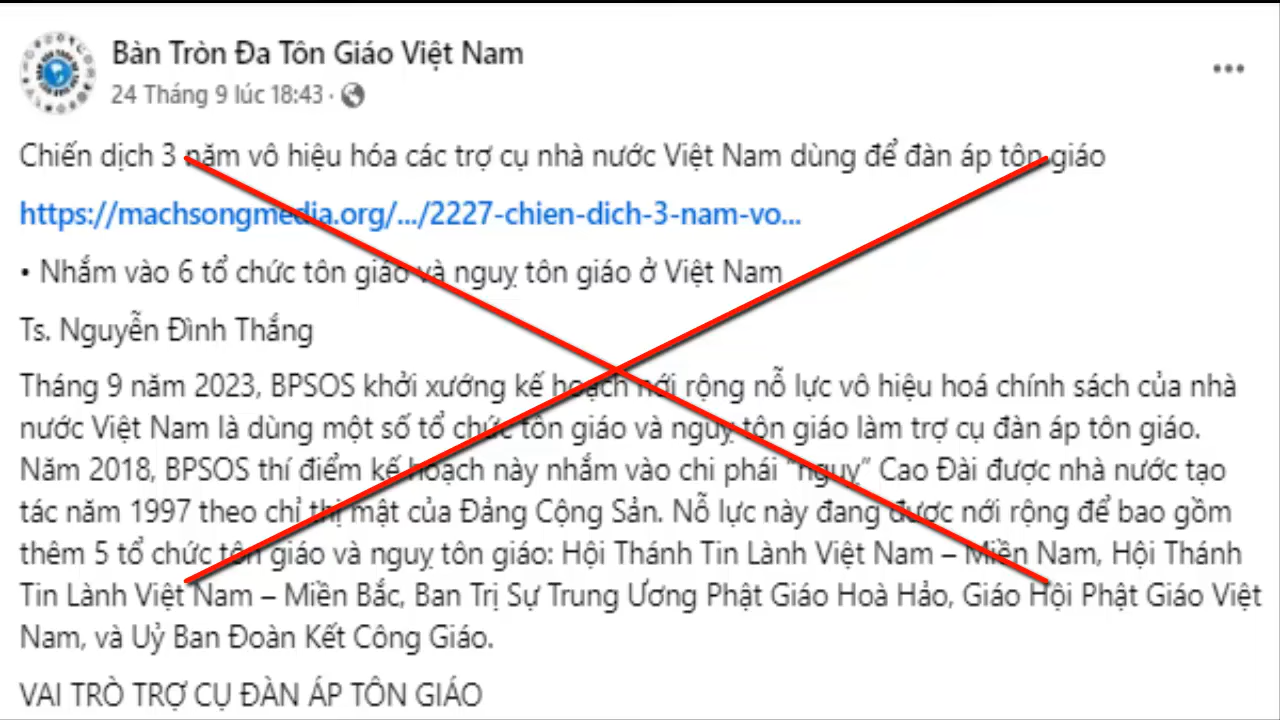 Bàn Tròn Đa Tôn Giáo Việt Nam
24 Tháng 9 lúc 18:43 ·
Chiến dịch 3 năm vô hiệu hóa các trợ cụ nhà nước Việt Nam dùng để đàn áp tôn giáo
https://machsongmedia.org/.../2227-chien-dich-3-nam-vo...
• Nhắm vào 6 tổ chức tôn giáo và nguỵ tôn giáo ở Việt Nam
Ts. Nguyễn Đình Thắng
Tháng 9 năm 2023, BPSOS khởi xướng kế hoạch nới rộng nỗ lực vô hiệu hoá chính sách của nhà
nước Việt Nam là dùng một số tổ chức tôn giáo và nguỵ tôn giáo làm trợ cụ đàn áp tôn giáo.
Năm 2018, BPSOS thí điểm kế hoạch này nhắm vào chi phái “nguỵ” Cao Đài được nhà nước tạo
tác năm 1997 theo chỉ thị mật của Đảng Cộng Sản. Nỗ lực này đang được nới rộng để bao gồm
thêm 5 tổ chức tôn giáo và nguỵ tôn giáo: Hội Thánh Tin Lành Việt Nam – Miền Nam, Hội Thánh
Tin Lành Việt Nam – Miền Bắc, Ban Trị Sự Trung Ương Phật Giáo Hoà Hảo, Giáo Hội Phật Giáo Việt
Nam, và Uỷ Ban Đoàn Kết Công Giáo.
VAI TRÒ TRỢ CỤ ĐÀN ÁP TÔN GIÁO